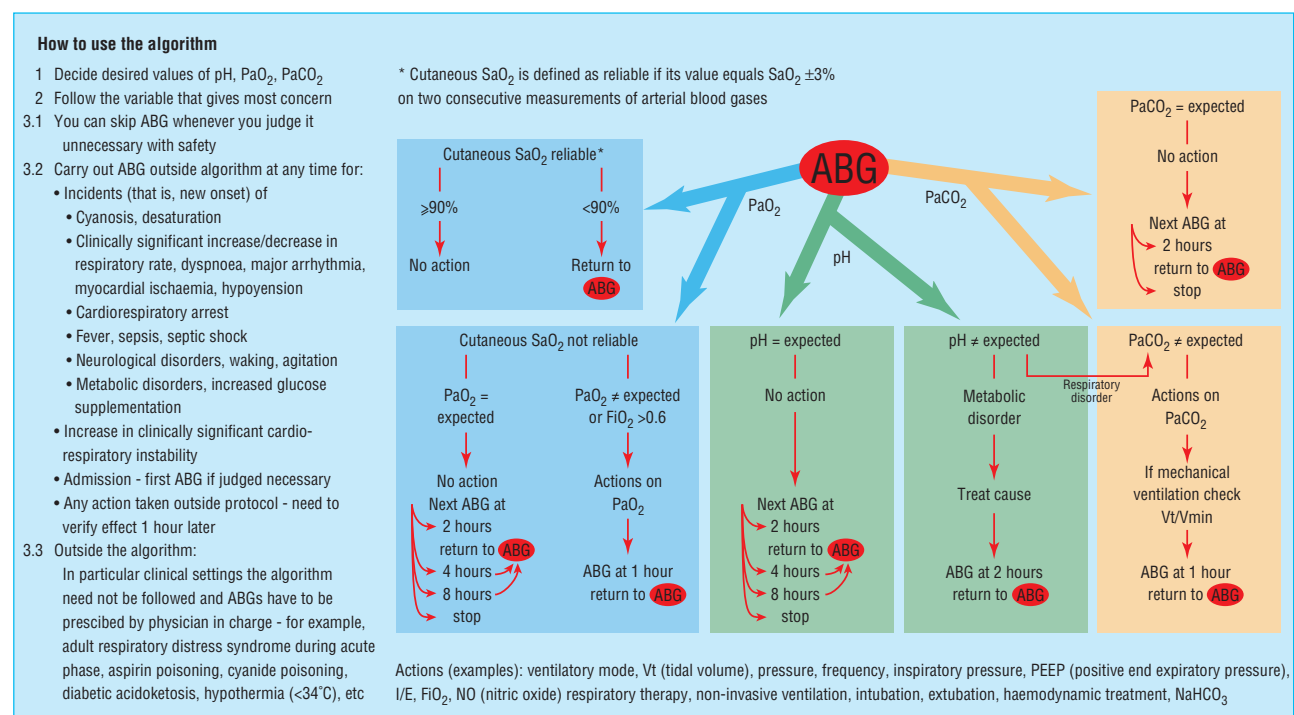 How to use the algorithm
1 Decide desired values of pH, PaO₂, PaCO₂
2 Follow the variable that gives most concern
3.1 You can skip ABG whenever you judge it
unnecessary with safety
3.2 Carry out ABG outside algorithm at any time for:
• Incidents (that is, new onset) of
• Cyanosis, desaturation
• Clinically significant increase/decrease in
respiratory rate, dyspnoea, major arrhythmia,
myocardial ischaemia, hypoyension
• Cardiorespiratory arrest
• Fever, sepsis, septic shock
• Neurological disorders, waking, agitation
• Metabolic disorders, increased glucose
supplementation
• Increase in clinically significant cardio-
respiratory instability
• Admission - first ABG if judged necessary
• Any action taken outside protocol - need to
verify effect 1 hour later
3.3 Outside the algorithm:
In particular clinical settings the algorithm
need not be followed and ABGs have to be
prescibed by physician in charge - for example,
adult respiratory distress syndrome during acute
phase, aspirin poisoning, cyanide poisoning,
diabetic acidoketosis, hypothermia (<34˚C), etc
* Cutaneous SaO₂ is defined as reliable if its value equals SaO₂ ±3%
on two consecutive measurements of arterial blood gases
ABG
PaO₂
pH
PaCO₂
Cutaneous SaO₂ reliable*
⩾90%
No action
<90%
Return to
ABG
PaCO₂ = expected
No action
Next ABG at
2 hours
return to ABG
stop
Cutaneous SaO₂ not reliable
PaO₂ =
expected
No action
Next ABG at
2 hours
return to ABG
4 hours
8 hours
stop
PaO₂ ≠ expected
or FiO₂ >0.6
Actions on
PaO₂
ABG at 1 hour
return to ABG
pH = expected
No action
Next ABG at
2 hours
return to ABG
4 hours
8 hours
stop
pH ≠ expected
Metabolic
disorder
Treat cause
ABG at 2 hours
return to ABG
Respiratory
disorder
PaCO₂ ≠ expected
Actions on
PaCO₂
If mechanical
ventilation check
Vt/Vmin
ABG at 1 hour
return to ABG
Actions (examples): ventilatory mode, Vt (tidal volume), pressure, frequency, inspiratory pressure, PEEP (positive end expiratory pressure),
I/E, FiO₂, NO (nitric oxide) respiratory therapy, non-invasive ventilation, intubation, extubation, haemodynamic treatment, NaHCO₃